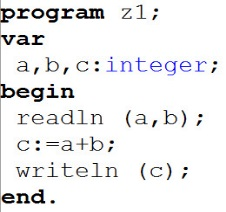 program z1;
var
a,b,c:integer;
begin
readln (a,b);
c:=a+b;
writeln (c);
end.